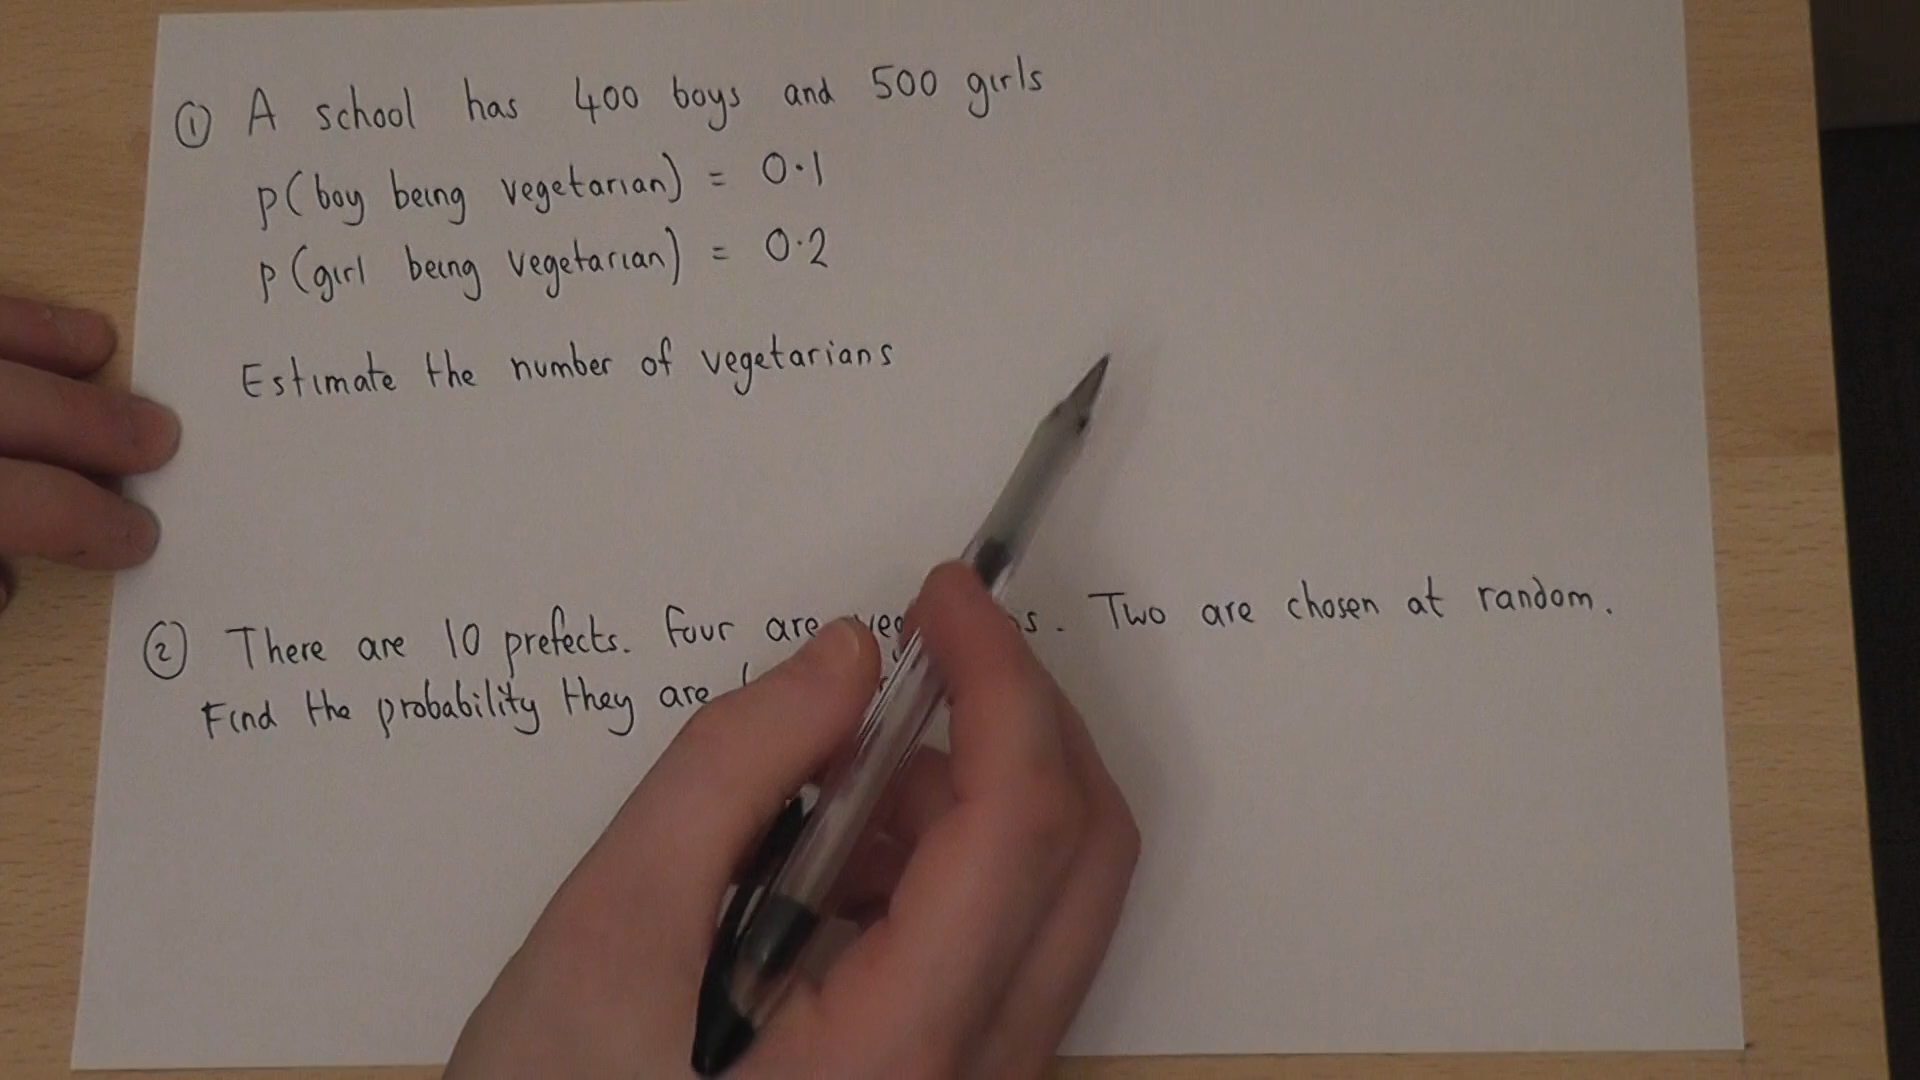 ① A school has 400 boys and 500 girls
p(boy being vegetarian) = 0.1
p(girl being vegetarian) = 0.2
Estimate the number of vegetarians
② There are 10 prefects. Four are . Two are chosen at random.
Find the probability they are